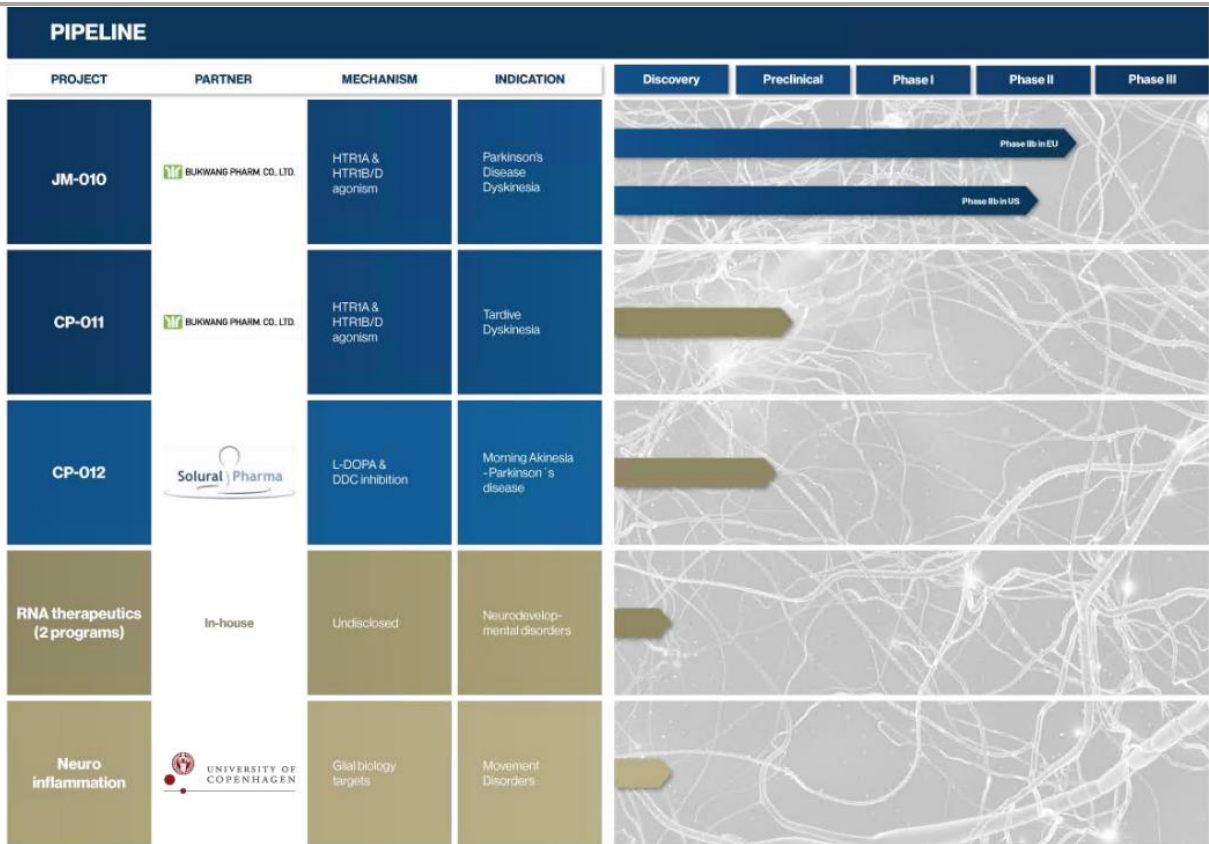 PIPELINE
PROJECT PARTNER MECHANISM INDICATION Discovery Preclinical Phase I Phase II Phase III
JM-010
BUKWANG PHARM. CO., LTD.
HTR1A &
HTR1B/D
agonism
Parkinson's
Disease
Dyskinesia
Phase IIb in EU
Phase IIb in US
CP-011
BUKWANG PHARM. CO., LTD.
HTR1A &
HTR1B/D
agonism
Tardive
Dyskinesia
CP-012
Solural Pharma
L-DOPA &
DDC inhibition
Morning Akinesia
-Parkinson´s
disease
RNA therapeutics
(2 programs)
In-house
Undisclosed
Neurodevelop-
mental disorders
Neuro
inflammation
UNIVERSITY OF
COPENHAGEN
Glial biology
targets
Movement
Disorders